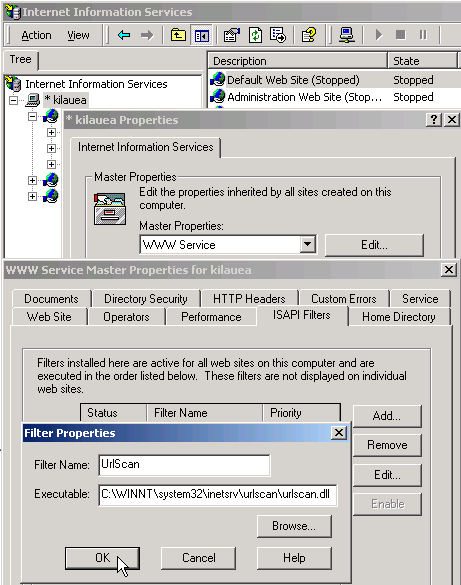 Internet Information Services
Action View
Tree
Description State
Internet Information Services
Default Web Site (Stopped) Stopped
* kilauea
Administration Web Site (Stop... Stopped
* kilauea Properties
Internet Information Services
Master Properties
Edit the properties inherited by all sites created on this
computer.
Master Properties:
WWW Service Edit...
WWW Service Master Properties for kilauea
Documents Directory Security HTTP Headers Custom Errors Service
Web Site Operators Performance ISAPI Filters Home Directory
Filters installed here are active for all web sites on this computer and are
executed in the order listed below. These filters are not displayed on individual
web sites.
Status Filter Name Priority
Add...
Remove
Edit...
Enable
Filter Properties
Filter Name: UrlScan
Executable: C:\WINNT\system32\inetsrv\urlscan\urlscan.dll
Browse...
OK Cancel Help